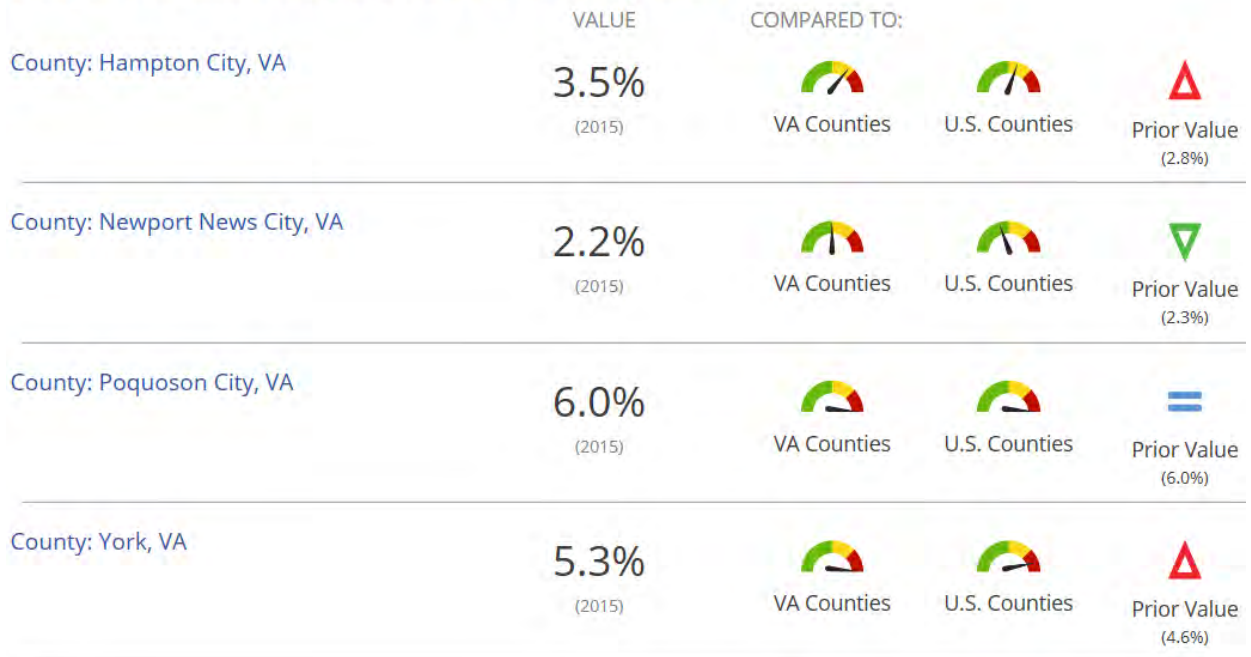 VALUE COMPARED TO:
County: Hampton City, VA
3.5%
(2015)
VA Counties U.S. Counties Prior Value
(2.8%)
County: Newport News City, VA
2.2%
(2015)
VA Counties U.S. Counties Prior Value
(2.3%)
County: Poquoson City, VA
6.0%
(2015)
VA Counties U.S. Counties Prior Value
(6.0%)
County: York, VA
5.3%
(2015)
VA Counties U.S. Counties Prior Value
(4.6%)